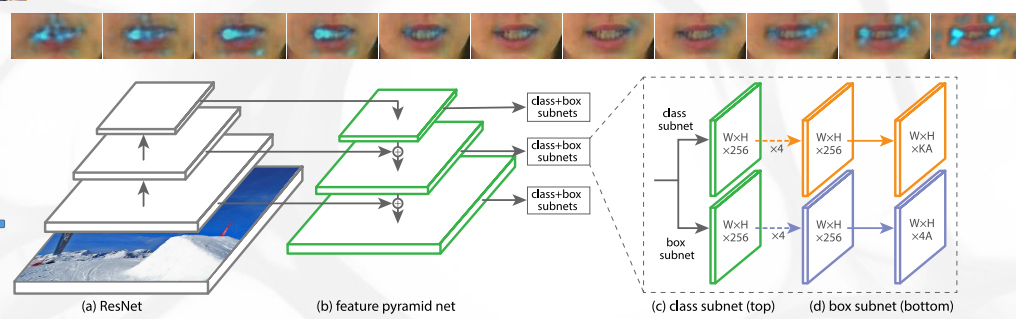 class+box
subnets
class+box
subnets
class+box
subnets
class
subnet
W×H
×256
×4
W×H
×256
W×H
×KA
box
subnet
W×H
×256
×4
W×H
×256
W×H
×4A
(a) ResNet
(b) feature pyramid net
(c) class subnet (top)
(d) box subnet (bottom)